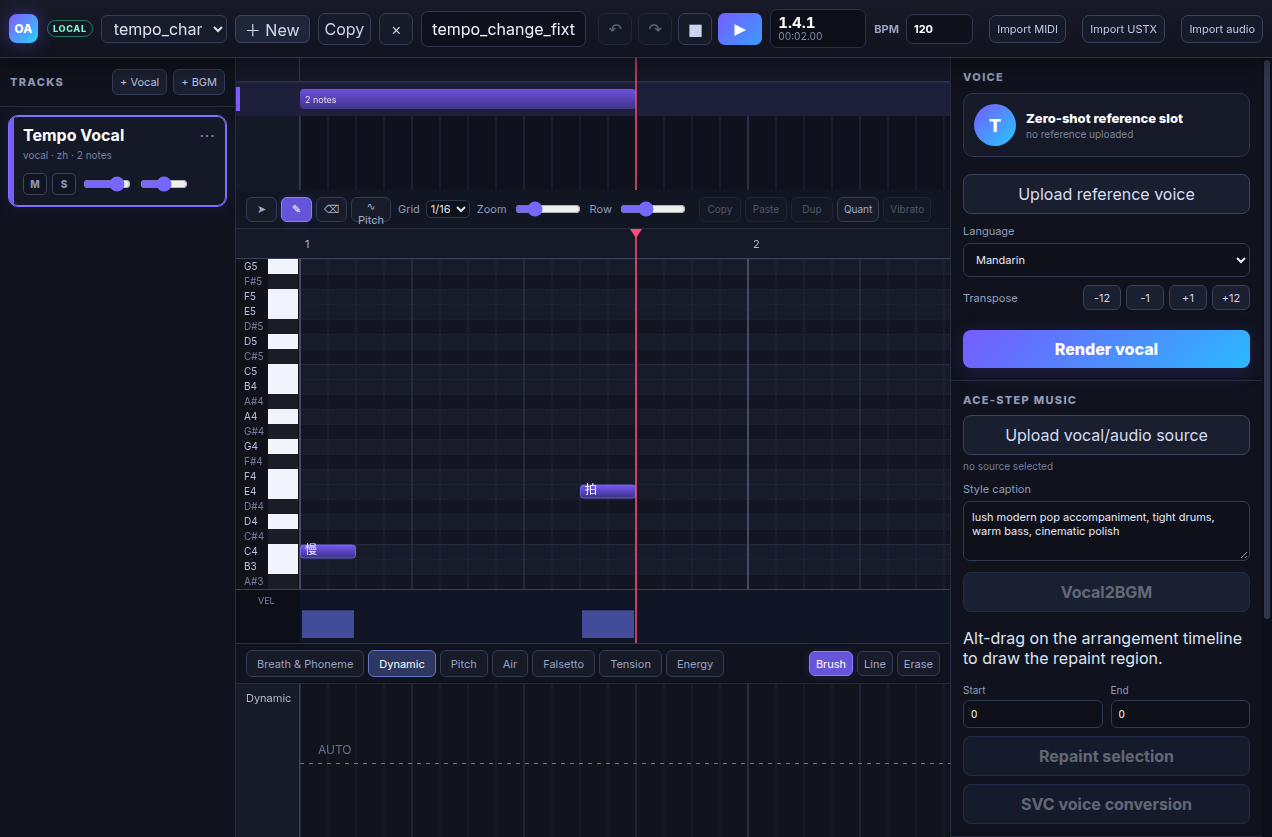 OA LOCAL tempo_char + New Copy × tempo_change_fixt 1.4.1 BPM 120 Import MIDI Import USTX Import audio
00:02.00
TRACKS + Vocal + BGM
Tempo Vocal
vocal · zh · 2 notes
M S
2 notes
Pitch Grid 1/16 Zoom Row Copy Paste Dup Quant Vibrato
1 2
G5
F#5
F5
E5
D#5
D5
C#5
C5
B4
A#4
A4
G#4
G4
F#4
F4
E4 拍
D#4
D4
C#4
C4 慢
B3
A#3
VEL
Breath & Phoneme Dynamic Pitch Air Falsetto Tension Energy Brush Line Erase
Dynamic
AUTO
VOICE
T Zero-shot reference slot
no reference uploaded
Upload reference voice
Language
Mandarin
Transpose -12 -1 +1 +12
Render vocal
ACE-STEP MUSIC
Upload vocal/audio source
no source selected
Style caption
lush modern pop accompaniment, tight drums,
warm bass, cinematic polish
Vocal2BGM
Alt-drag on the arrangement timeline
to draw the repaint region.
Start End
0 0
Repaint selection
SVC voice conversion